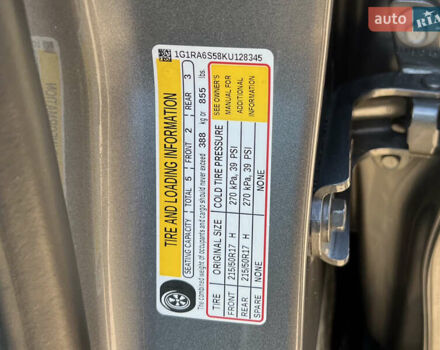 auto RIA
1G1RA6S58KU128345
TIRE AND LOADING INFORMATION
SEATING CAPACITY TOTAL 5 FRONT 2 REAR 3
The combined weight of occupants and cargo should never exceed 388 kg or 855 lbs.
TIRE ORIGINAL SIZE COLD TIRE PRESSURE
FRONT 215/50R17 H 270 kPa, 39 PSI
REAR 215/50R17 H 270 kPa, 39 PSI
SPARE NONE NONE
SEE OWNER'S
MANUAL FOR
ADDITIONAL
INFORMATION